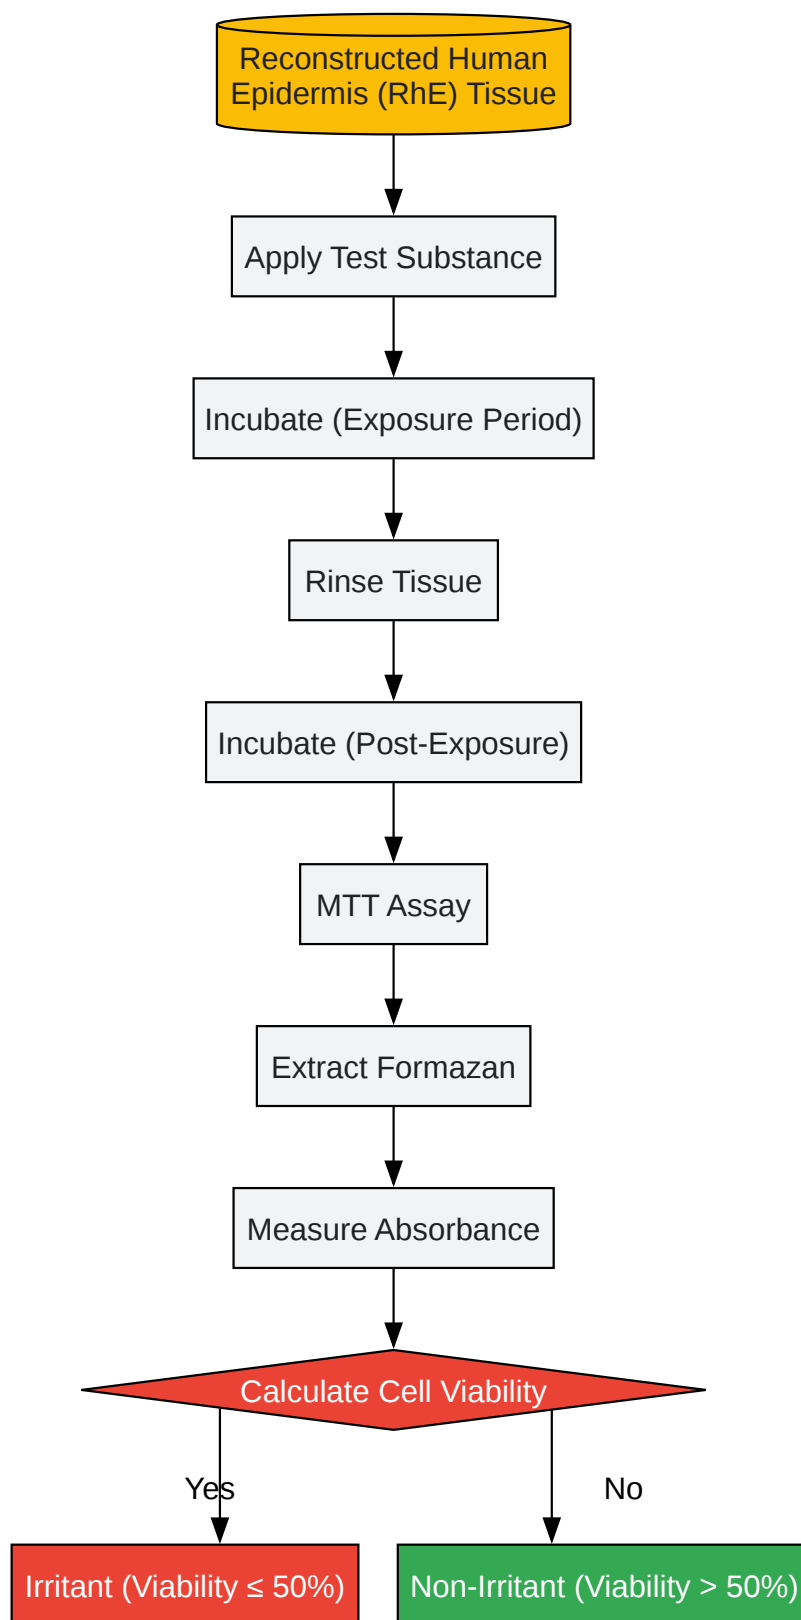 Reconstructed Human
Epidermis (RhE) Tissue
Apply Test Substance
Incubate (Exposure Period)
Rinse Tissue
Incubate (Post-Exposure)
MTT Assay
Extract Formazan
Measure Absorbance
Calculate Cell Viability
Yes
No
Irritant (Viability ≤ 50%)
Non-Irritant (Viability > 50%)